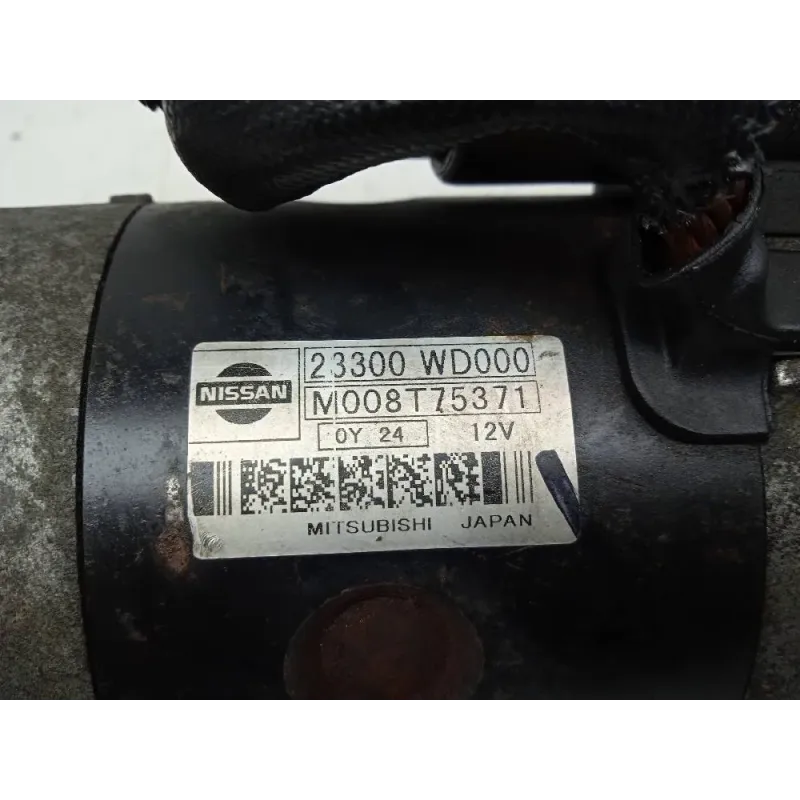 NISSAN
23300 WD000
M008T75371
0Y 24 12V
MITSUBISHI JAPAN